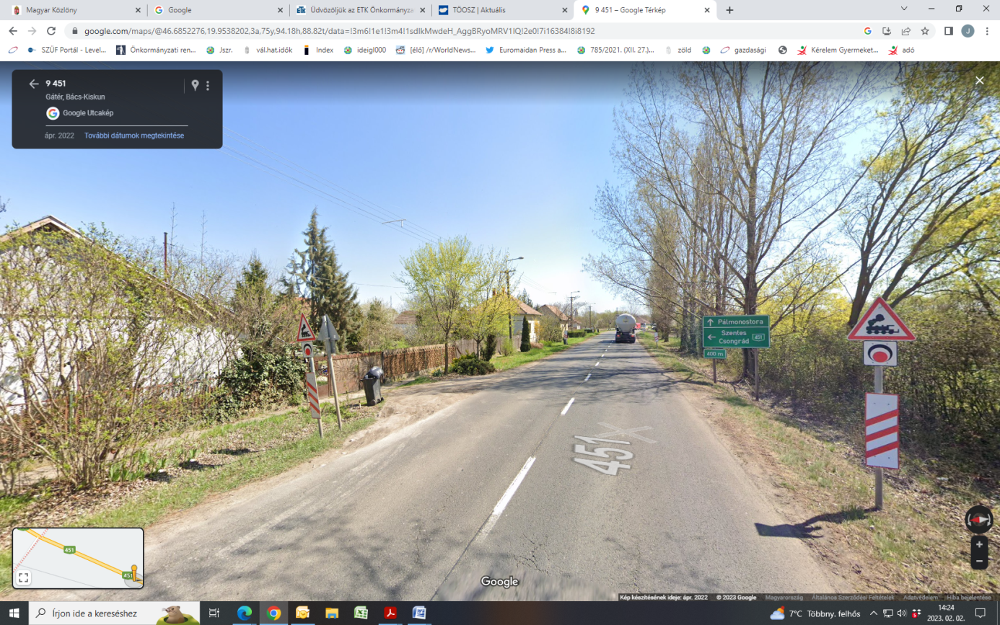 Magyar Közlöny
Google
ETK Üdvözöljük az ETK Önkormányza
TÖOSZ | Aktuális
9 451 – Google Térkép
google.com/maps/@46.6852276,19.9538202,3a,75y,94.18h,88.82t/data=!3m6!1e1!3m4!1sdIkMwdeH_AggBRyoMRV1IQ!2e0!7i16384!8i8192
J
SZÜF Portál - Level...
Önkormányzati ren...
Jszr.
vál.hat.idők
Index
ideigl000
[élő] /r/WorldNews...
Euromaidan Press a...
785/2021. (XII. 27.)...
zöld
gazdasági
Kérelem Gyermeket...
adó
9 451
Gátér, Bács-Kiskun
Google Utcakép
ápr. 2022 További dátumok megtekintése
Pálmonostora
Szentes
Csongrád 451
400 m
451
451
451
Google
Kép készítésének ideje: ápr. 2022 © 2023 Google Magyarország Általános Szerződési Feltételek Adatvédelem Hiba bejelentése
Írjon ide a kereséshez
7°C Többny. felhős
14:24
2023. 02. 02.